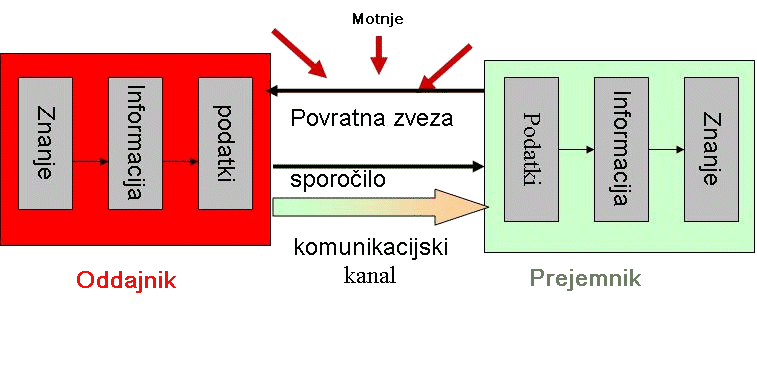 Motnje
Znanje
Informacija
podatki
Povratna zveza
sporočilo
komunikacijski
kanal
Podatki
Informacija
Znanje
Oddajnik
Prejemnik